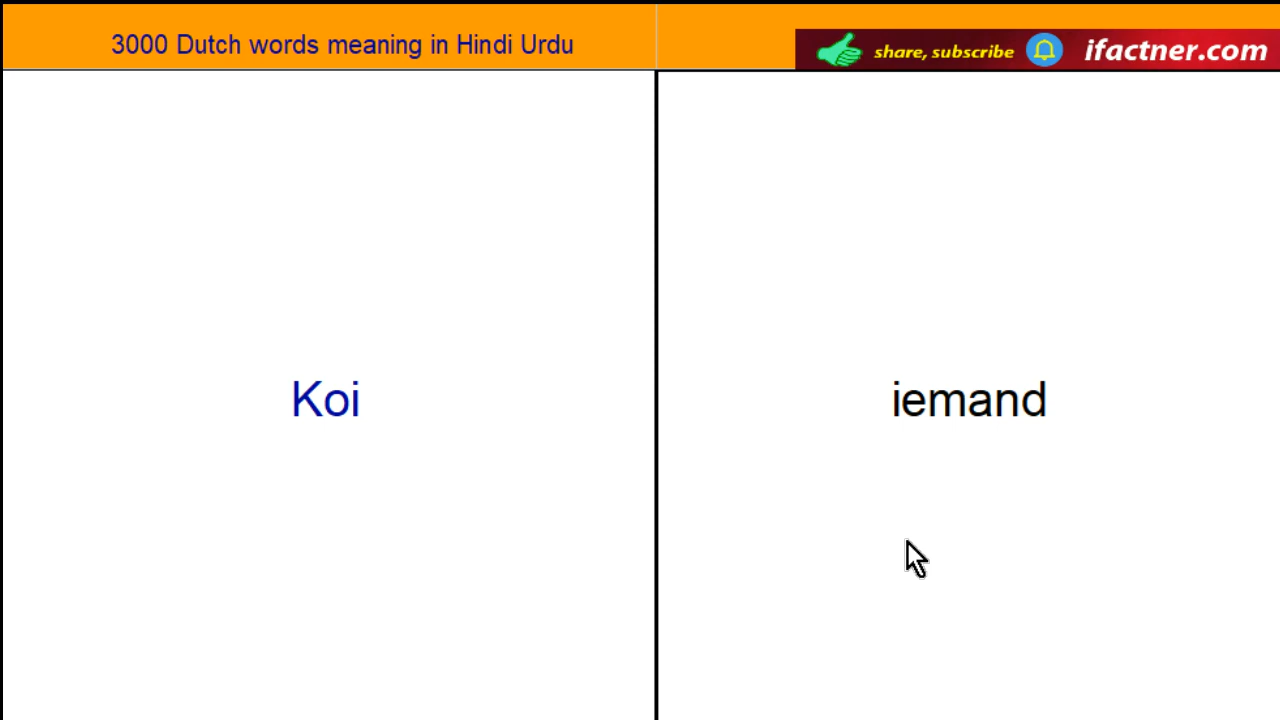 3000 Dutch words meaning in Hindi Urdu
share, subscribe
ifactner.com
Koi
iemand